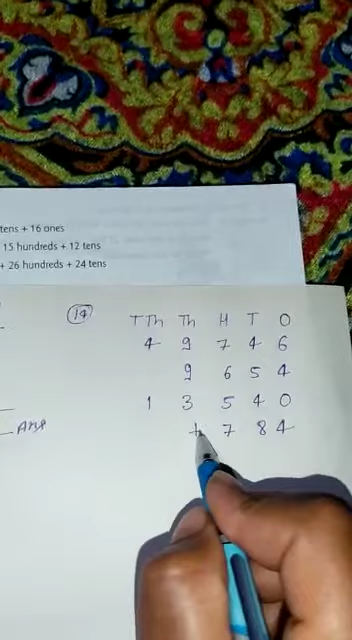 tens + 16 ones
15 hundreds + 12 tens
+ 26 hundreds + 24 tens
14 TTh Th H T O
4 9 7 4 6
9 6 5 4
1 3 5 4 0
Ans 1 7 8 4